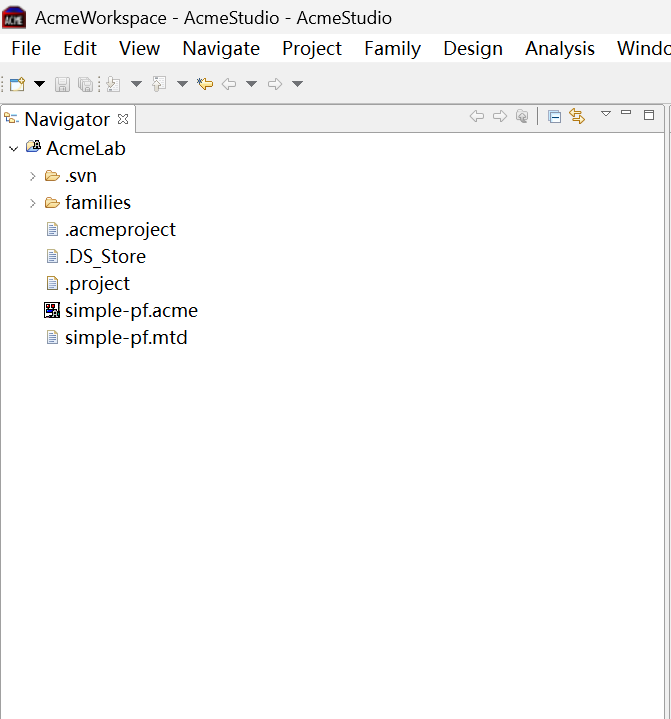 AcmeWorkspace - AcmeStudio - AcmeStudio
File Edit View Navigate Project Family Design Analysis Windo
Navigator
AcmeLab
.svn
families
.acmeproject
.DS_Store
.project
simple-pf.acme
simple-pf.mtd